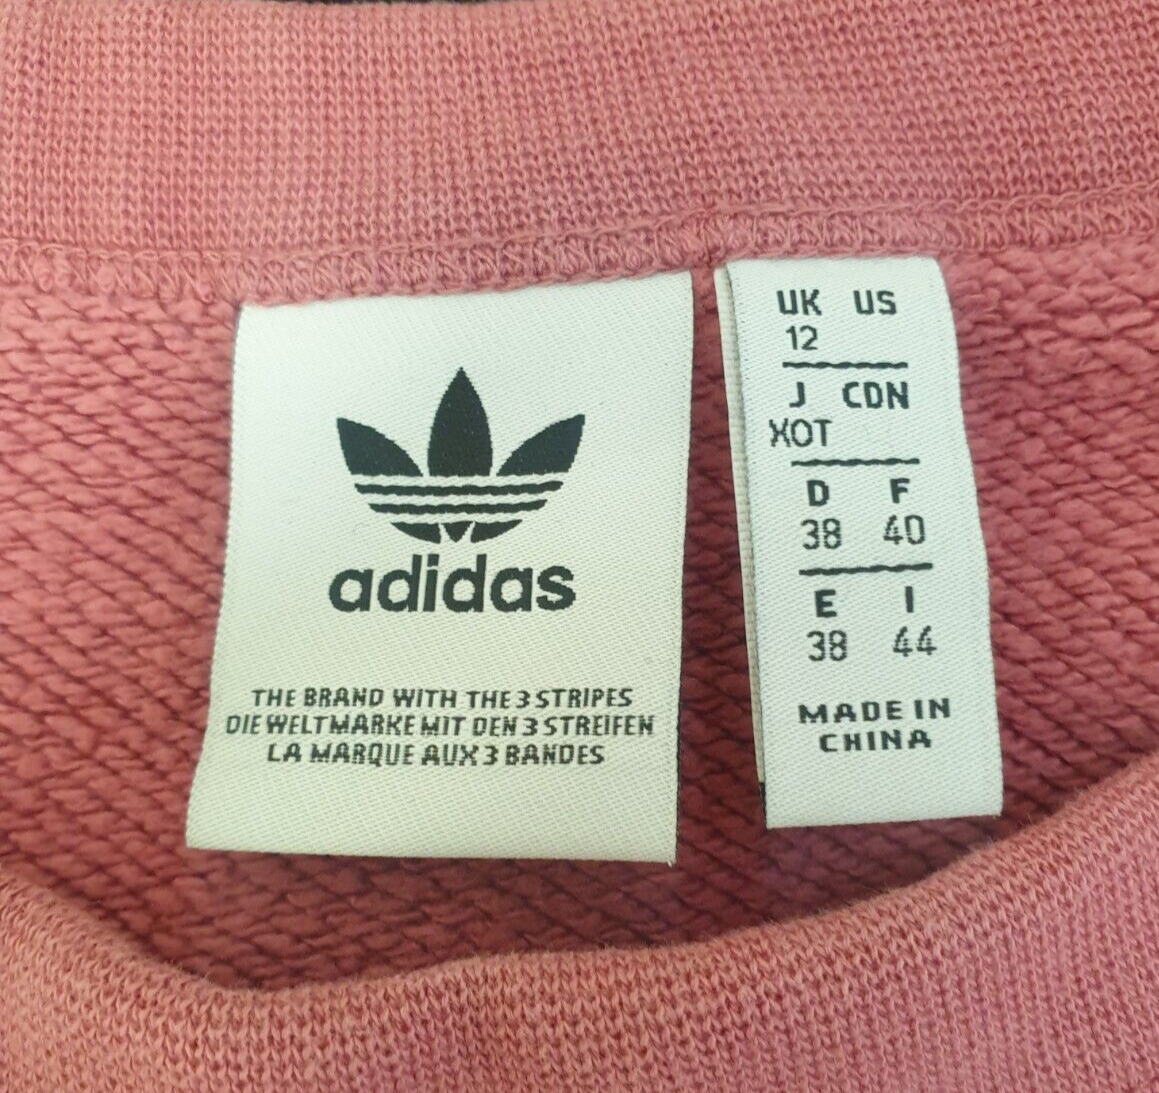 adidas
THE BRAND WITH THE 3 STRIPES
DIE WELTMARKE MIT DEN 3 STREIFEN
LA MARQUE AUX 3 BANDES
UK US
12
J CDN
XOT
D F
38 40
E I
38 44
MADE IN
CHINA